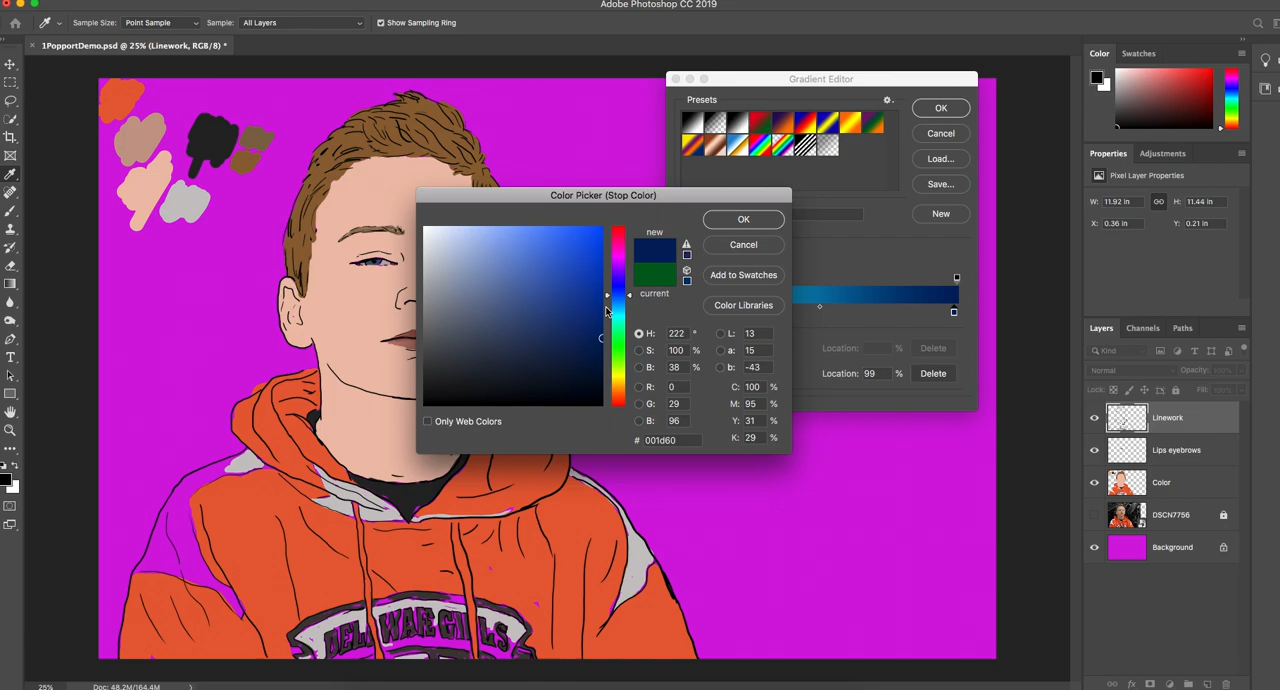 Adobe Photoshop CC 2019
Sample Size: Point Sample Sample: All Layers Show Sampling Ring
× 1PopportDemo.psd @ 25% (Linework, RGB/8) *
Color Swatches
Gradient Editor
Presets
OK
Cancel
Load...
Save...
New
Location: % Delete
Location: 99 % Delete
Color Picker (Stop Color)
new
current
OK
Cancel
Add to Swatches
Color Libraries
H: 222 ° L: 13
S: 100 % a: 15
B: 38 % b: -43
R: 0 C: 100 %
G: 29 M: 95 %
B: 96 Y: 31 %
# 001d60 K: 29 %
Only Web Colors
Properties Adjustments
Pixel Layer Properties
W: 11.92 in H: 11.44 in
X: 0.36 in Y: 0.21 in
Layers Channels Paths
Kind
Normal Opacity: 100%
Lock: Fill: 100%
Linework
Lips eyebrows
Color
DSCN7756
Background
25% Doc: 48.2M/164.4M